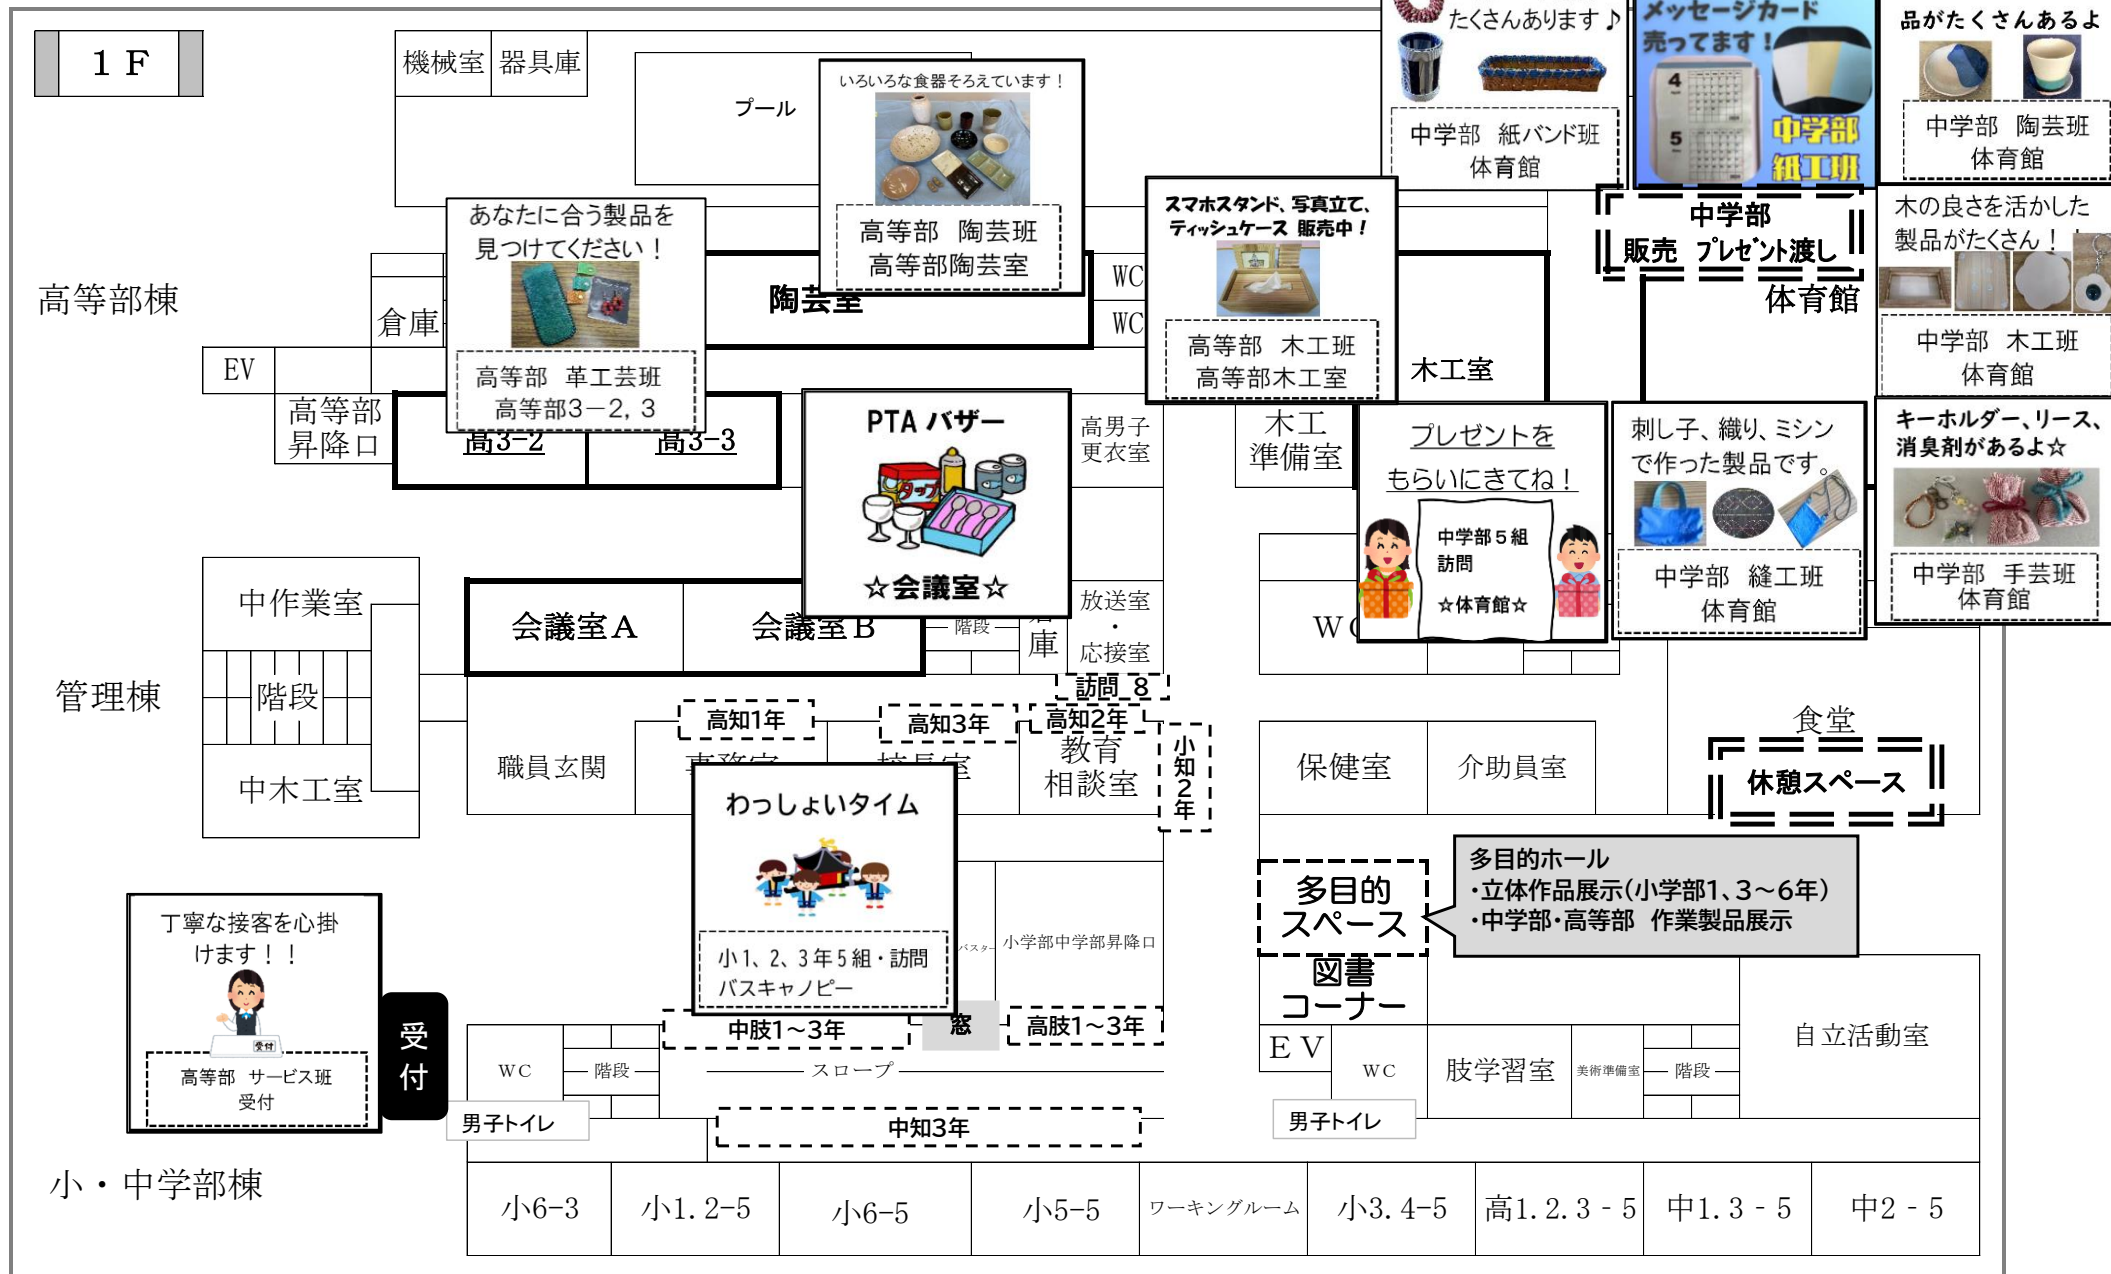 １Ｆ
機械室
器具庫
プール
たくさんあります♪
中学部　紙バンド班
体育館
メッセージカード
売ってます！
4
5
中学部
紙工班
品がたくさんあるよ
中学部　陶芸班
体育館
いろいろな食器そろえています！
高等部　陶芸班
高等部陶芸室
あなたに合う製品を
見つけてください！
高等部　革工芸班
高等部3－2, 3
スマホスタンド、写真立て、
ティッシュケース 販売中！
高等部　木工班
高等部木工室
中学部
販売　プレゼント渡し
体育館
木の良さを活かした
製品がたくさん！
中学部　木工班
体育館
高等部棟
倉庫
陶芸室
WC
WC
木工室
EV
高等部
昇降口
高3-2
高3-3
PTA バザー
☆会議室☆
高男子
更衣室
木工
準備室
プレゼントを
もらいにきてね！
中学部５組
訪問
☆体育館☆
刺し子、織り、ミシン
で作った製品です。
中学部　縫工班
体育館
キーホルダー、リース、
消臭剤があるよ☆
中学部　手芸班
体育館
中作業室
会議室Ａ
会議室Ｂ
階段
庫
放送室
・
応接室
ＷＣ
管理棟
階段
訪問 8
高知1年
高知3年
高知2年
小知2年
職員玄関
事務室
校長室
教育
相談室
保健室
介助員室
食堂
休憩スペース
中木工室
わっしょいタイム
小１、２、３年５組・訪問
バスキャノピー
多目的
スペース
多目的ホール
・立体作品展示(小学部1、3～6年)
・中学部・高等部　作業製品展示
丁寧な接客を心掛
けます！！
受付
高等部　サービス班
受付
受付
バスター
小学部中学部昇降口
図書
コーナー
中肢1～3年
窓
高肢1～3年
WC
階段
スロープ
ＥＶ
WC
肢学習室
美術準備室
階段
自立活動室
男子トイレ
中知3年
男子トイレ
小・中学部棟
小6-3
小1.2-5
小6-5
小5-5
ワーキングルーム
小3.4-5
高1.2.3‐5
中1.3‐5
中2‐5